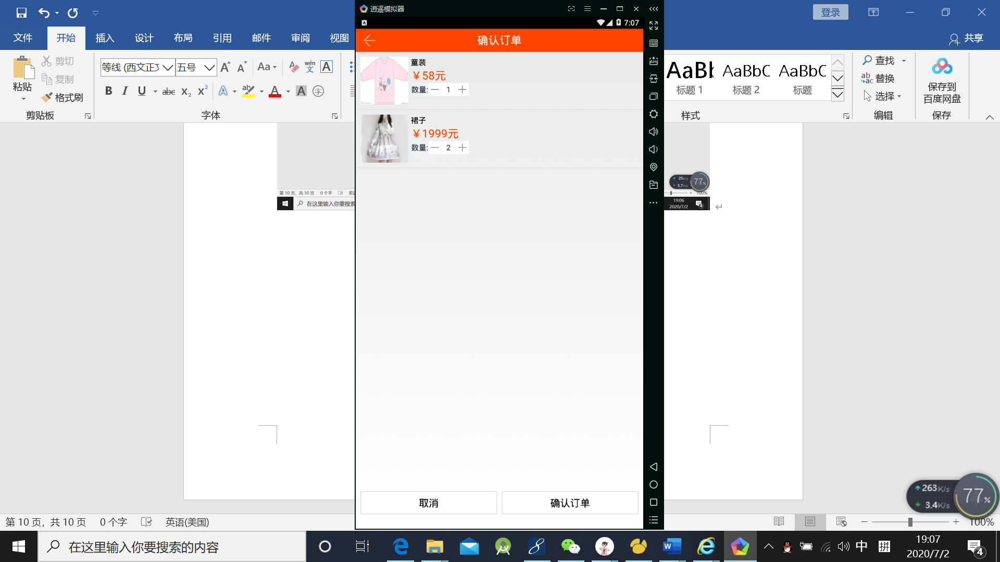 登录
文件 开始 插入 设计 布局 引用 邮件 审阅 视图
共享
粘贴
剪切
复制
格式刷
剪贴板
等线 (西文正文 五号
Aa
wén
文
A
B I U abc X₂ X²
A ab A A 字
字体
AaBl
标题 1
AaBbC
标题 2
AaBbC
标题
样式
查找
替换
选择
编辑
保存到
百度网盘
保存
逍遥模拟器
7:07
确认订单
童装
￥58元
数量: 1
裙子
￥1999元
数量: 2
取消
确认订单
APK
第 10 页，共 10 页 0 个字
在这里输入你要搜索
25K/s
5.7K/s
77%
100%
19:06
2020/7/2
4
263K/s
3.4K/s
77%
第 10 页，共 10 页 0 个字 英语(美国)
100%
在这里输入你要搜索的内容
中 拼
19:07
2020/7/2
4